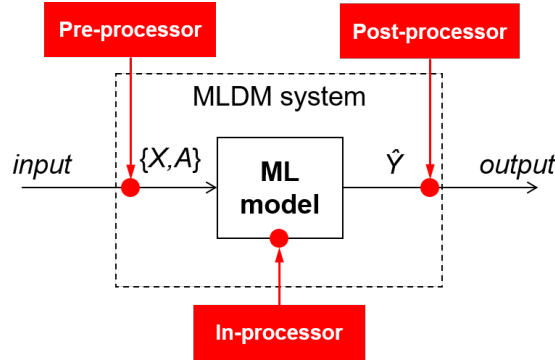 Pre-processor
Post-processor
MLDM system
input
{X,A}
ML
model
Ŷ
output
In-processor